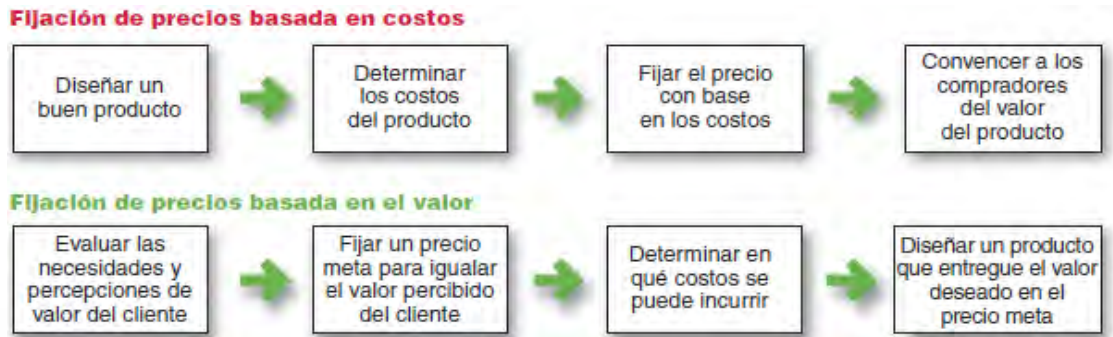 Fijación de precios basada en costos
Diseñar un
buen producto
Determinar
los costos
del producto
Fijar el precio
con base
en los costos
Convencer a los
compradores
del valor
del producto
Fijación de precios basada en el valor
Evaluar las
necesidades y
percepciones de
valor del cliente
Fijar un precio
meta para igualar
el valor percibido
del cliente
Determinar en
qué costos se
puede incurrir
Diseñar un producto
que entregue el valor
deseado en el
precio meta